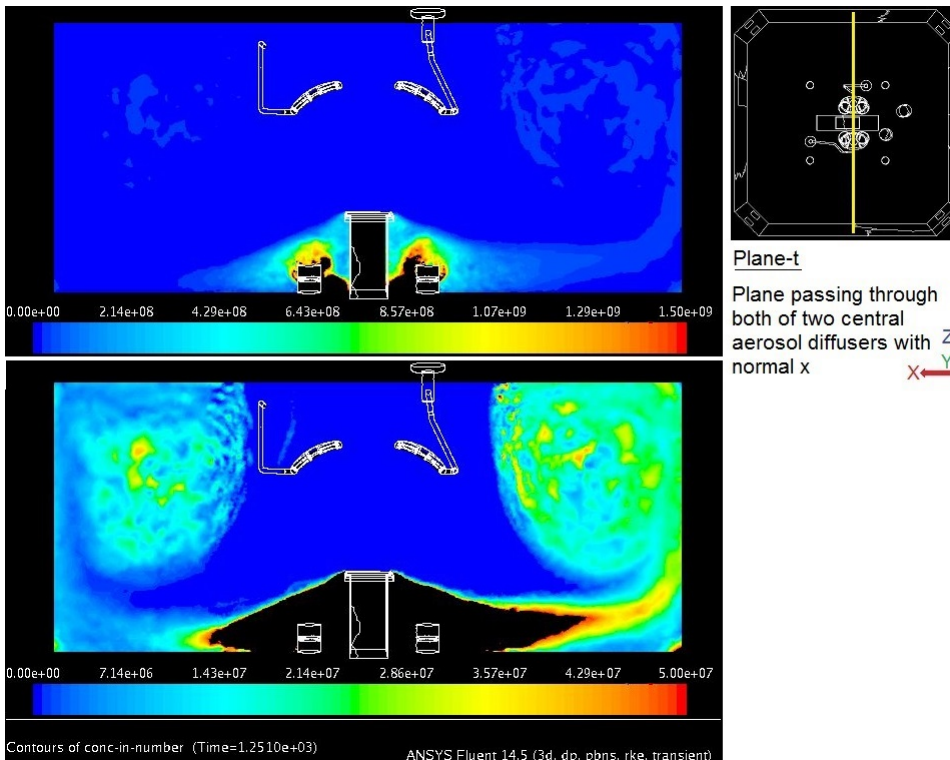 0.00e+00 2.14e+08 4.29e+08 6.43e+08 8.57e+08 1.07e+09 1.29e+09 1.50e+09
0.00e+00 7.14e+06 1.43e+07 2.14e+07 2.86e+07 3.57e+07 4.29e+07 5.00e+07
Contours of conc-in-number (Time=1.2510e+03)
ANSYS Fluent 14.5 (3d, dp, pbns, rke, transient)
Plane-t
Plane passing through
both of two central
aerosol diffusers with
normal x
Z
Y
X